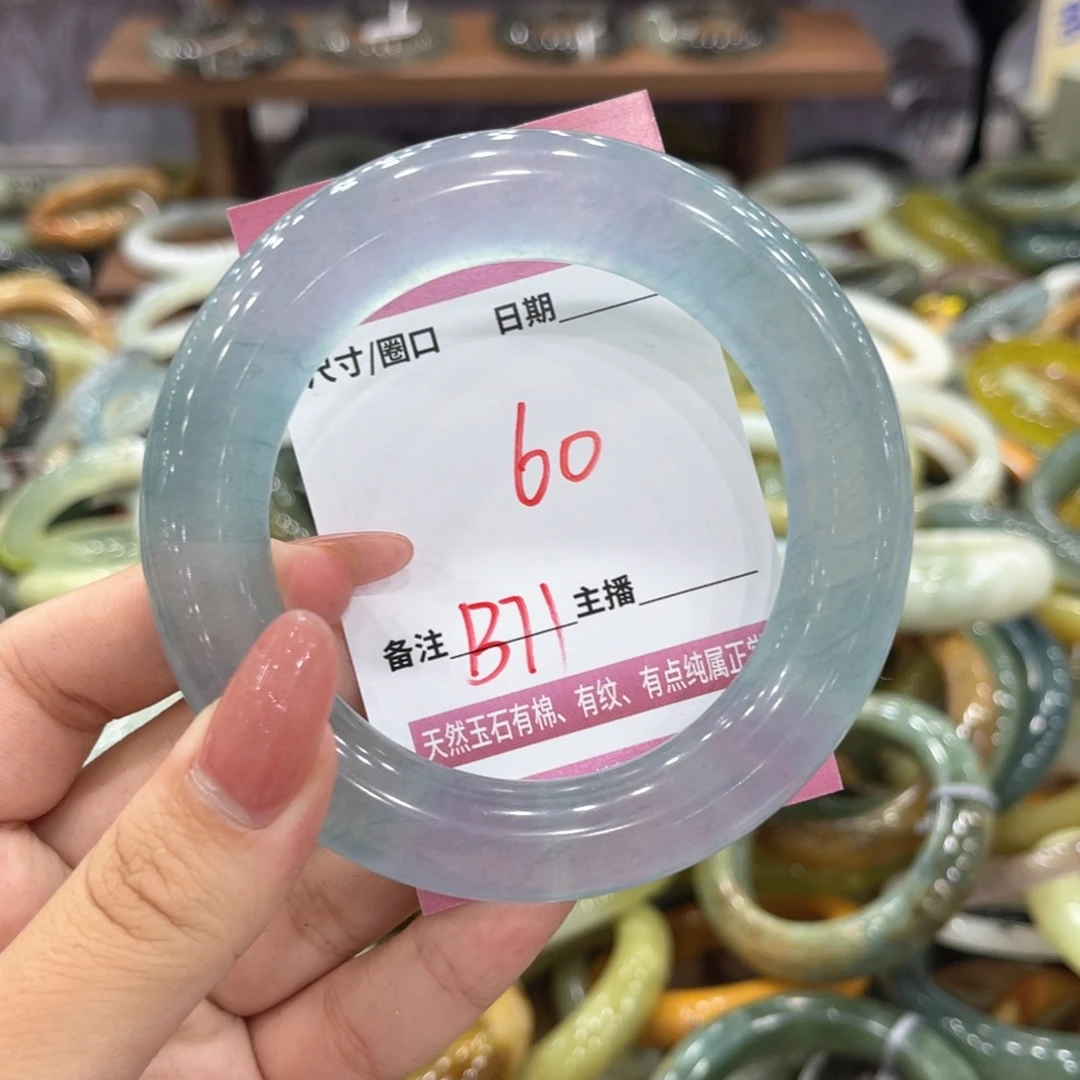 尺寸/圈口 日期
60
备注 B71 主播
天然玉石有棉、有纹、有点纯属正常